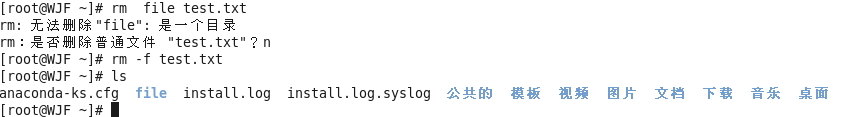 [root@WJF ~]# rm  file test.txt
rm: 无法删除"file": 是一个目录
rm：是否删除普通文件 "test.txt"？n
[root@WJF ~]# rm -f test.txt
[root@WJF ~]# ls
anaconda-ks.cfg  file  install.log  install.log.syslog  公共的  模板  视频  图片  文档  下载  音乐  桌面
[root@WJF ~]#